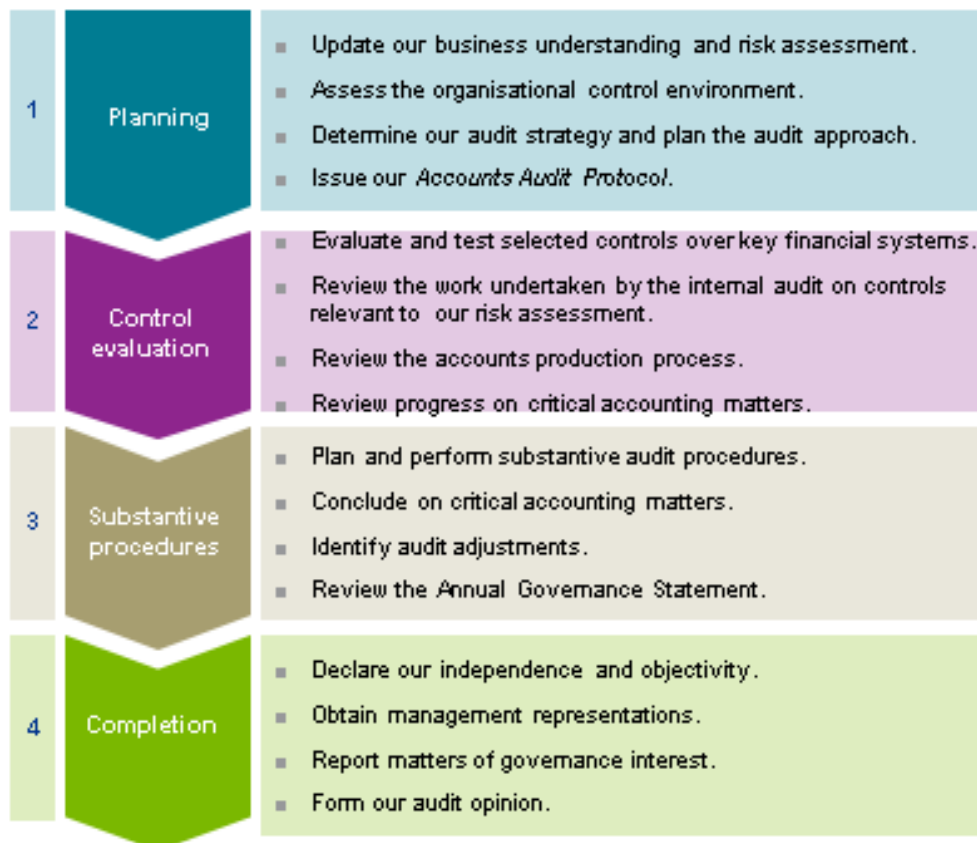 1
Planning
Update our business understanding and risk assessment.
Assess the organisational control environment.
Determine our audit strategy and plan the audit approach.
Issue our Accounts Audit Protocol.
2
Control
evaluation
Evaluate and test selected controls over key financial systems.
Review the work undertaken by the internal audit on controls
relevant to our risk assessment.
Review the accounts production process.
Review progress on critical accounting matters.
3
Substantive
procedures
Plan and perform substantive audit procedures.
Conclude on critical accounting matters.
Identify audit adjustments.
Review the Annual Governance Statement.
4
Completion
Declare our independence and objectivity.
Obtain management representations.
Report matters of governance interest.
Form our audit opinion.